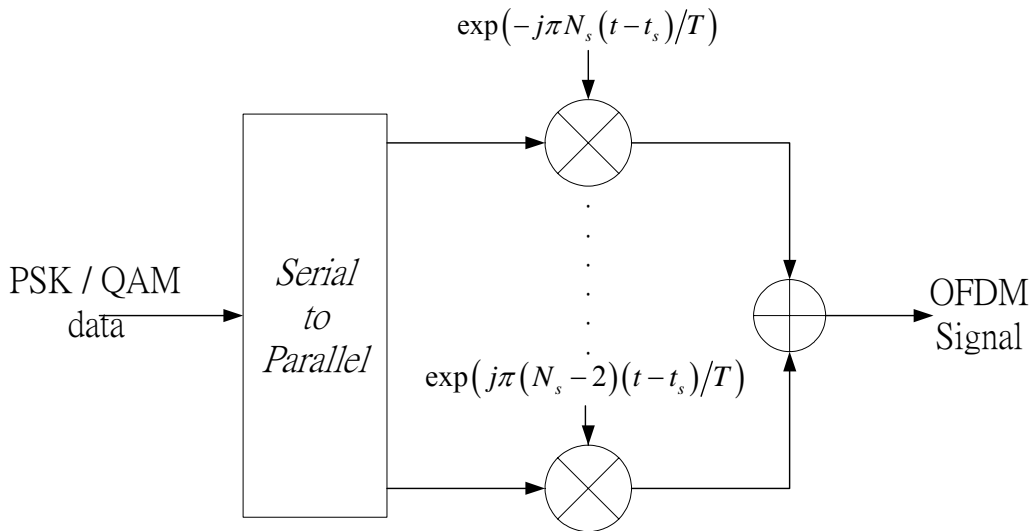 exp(−jπN_s(t−t_s)/T)
PSK / QAM
data
Serial
to
Parallel
OFDM
Signal
exp(jπ(N_s−2)(t−t_s)/T)